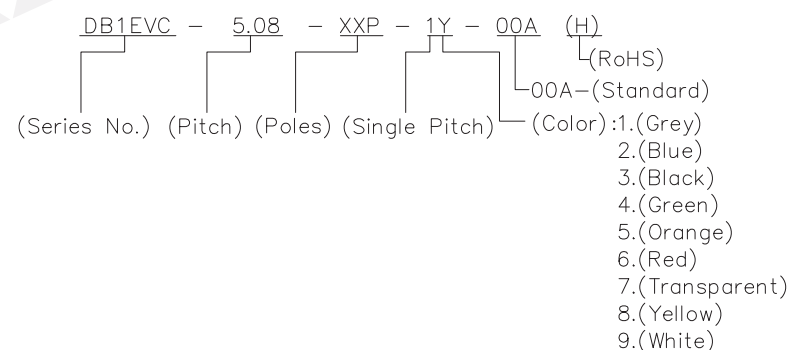 DB1EVC - 5.08 - XXP - 1Y - 00A (H)
(RoHS)
00A-(Standard)
(Series No.) (Pitch) (Poles) (Single Pitch) (Color):1.(Grey)
2.(Blue)
3.(Black)
4.(Green)
5.(Orange)
6.(Red)
7.(Transparent)
8.(Yellow)
9.(White)